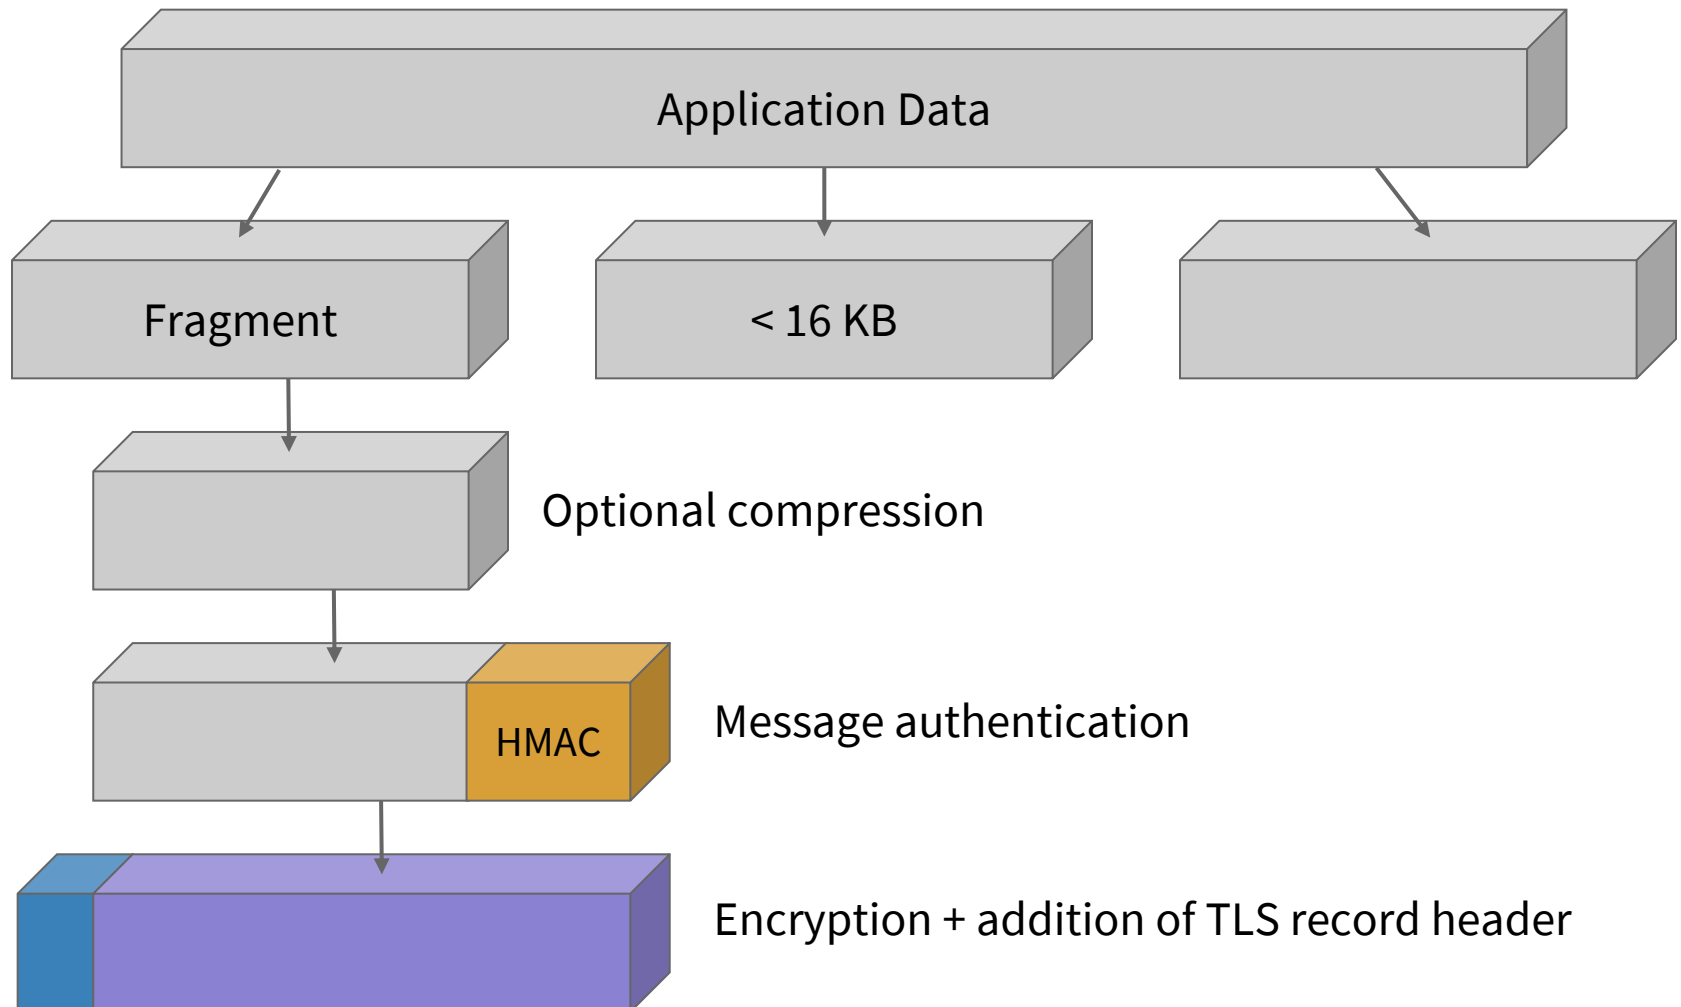 Application Data
Fragment
< 16 KB
Optional compression
HMAC
Message authentication
Encryption + addition of TLS record header